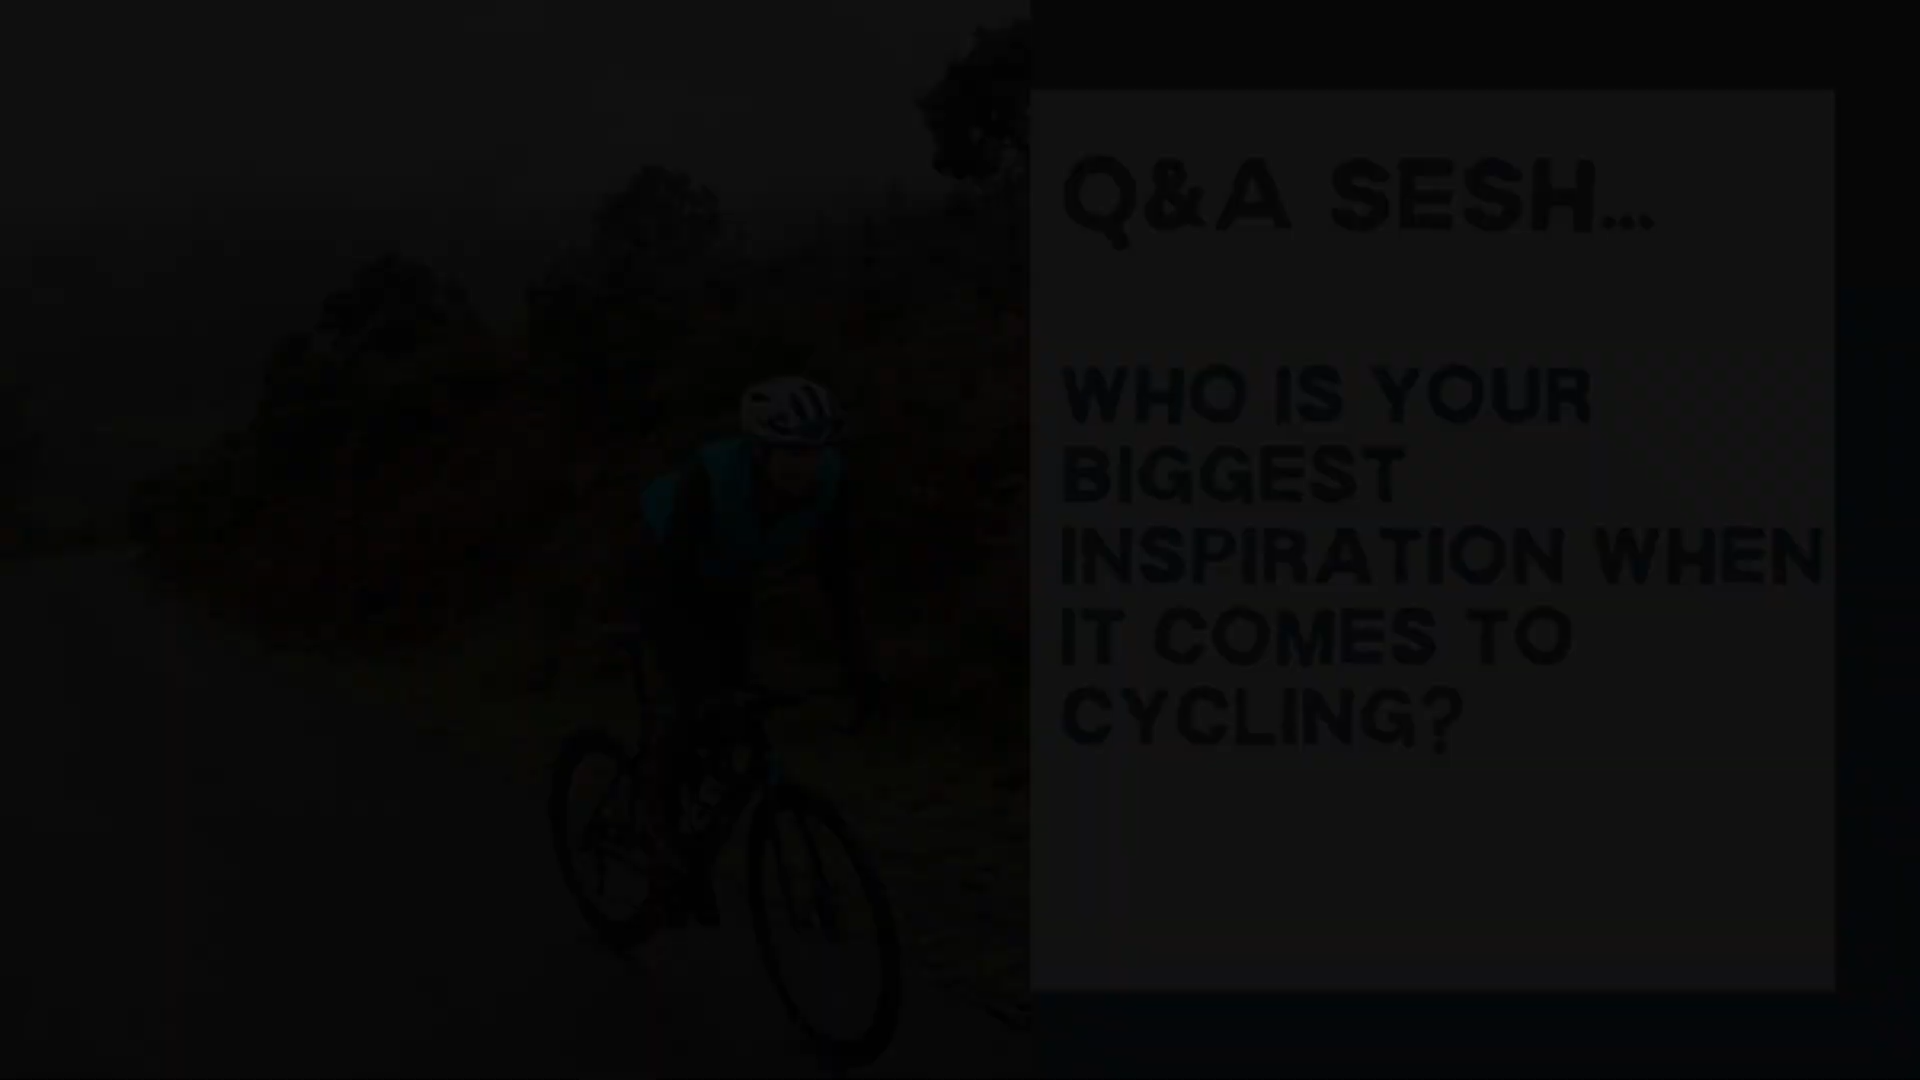 Q&A SESH...
WHO IS YOUR
BIGGEST
INSPIRATION WHEN
IT COMES TO
CYCLING?